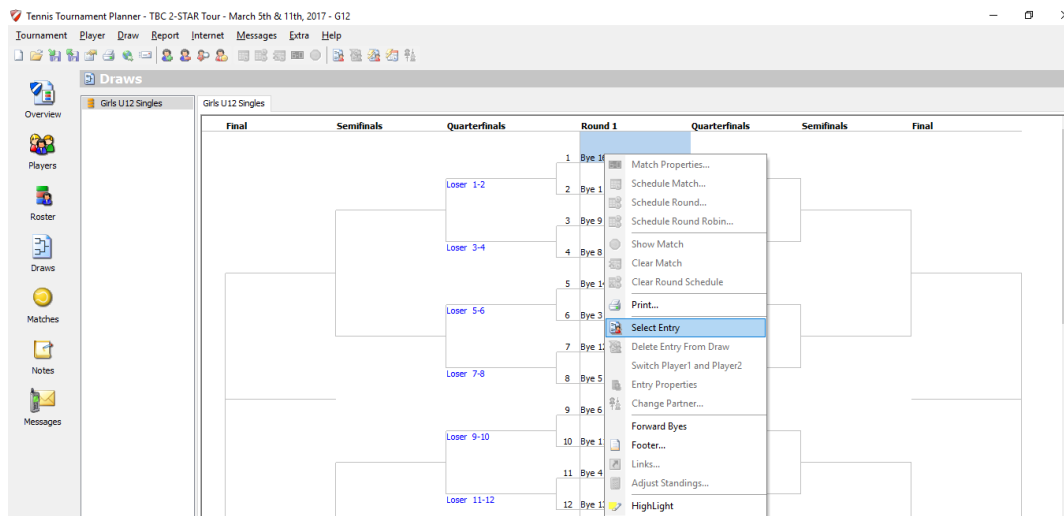 Tennis Tournament Planner - TBC 2-STAR Tour - March 5th & 11th, 2017 - G12
Tournament Player Draw Report Internet Messages Extra Help
Draws
Overview
Players
Roster
Draws
Matches
Notes
Messages
Girls U12 Singles
Girls U12 Singles
Final Semifinals Quarterfinals Round 1 Quarterfinals Semifinals Final
1 Bye 16
Loser 1-2
2 Bye 1
3 Bye 9
Loser 3-4
4 Bye 8
5 Bye 14
Loser 5-6
6 Bye 3
7 Bye 12
Loser 7-8
8 Bye 5
9 Bye 6
Loser 9-10
10 Bye 1
11 Bye 4
Loser 11-12
12 Bye 1
Match Properties...
Schedule Match...
Schedule Round...
Schedule Round Robin...
Show Match
Clear Match
Clear Round Schedule
Print...
Select Entry
Delete Entry From Draw
Switch Player1 and Player2
Entry Properties
Change Partner...
Forward Byes
Footer...
Links...
Adjust Standings...
HighLight